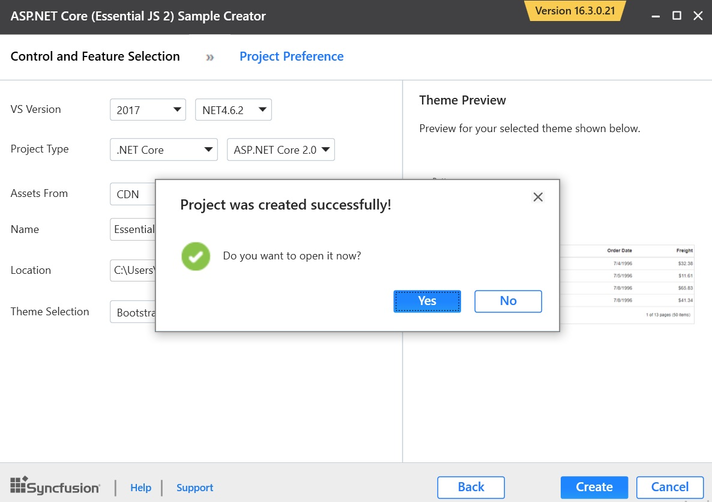 ASP.NET Core (Essential JS 2) Sample Creator
Version 16.3.0.21
Control and Feature Selection » Project Preference
VS Version
2017
NET4.6.2
Theme Preview
Preview for your selected theme shown below.
Project Type
.NET Core
ASP.NET Core 2.0
Assets From
CDN
Name
Essential
Location
C:\Users\
Theme Selection
Bootstra
Project was created successfully!
Do you want to open it now?
Yes
No
Order Date Freight
7/4/1996 $32.38
7/5/1996 $11.61
7/8/1996 $65.83
7/8/1996 $41.34
1 of 13 pages (50 items)
Syncfusion
Help
Support
Back
Create
Cancel